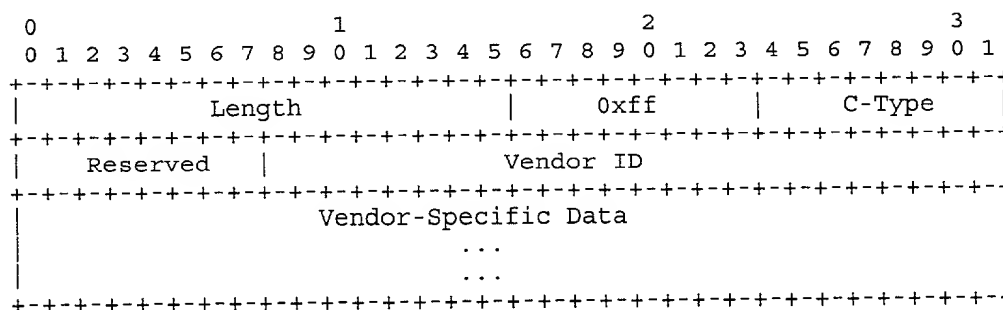 0                   1                   2                   3
 0 1 2 3 4 5 6 7 8 9 0 1 2 3 4 5 6 7 8 9 0 1 2 3 4 5 6 7 8 9 0 1
+-+-+-+-+-+-+-+-+-+-+-+-+-+-+-+-+-+-+-+-+-+-+-+-+-+-+-+-+-+-+-+-+
|            Length             |     0xff      |    C-Type     |
+-+-+-+-+-+-+-+-+-+-+-+-+-+-+-+-+-+-+-+-+-+-+-+-+-+-+-+-+-+-+-+-+
|   Reserved    |               Vendor ID
+-+-+-+-+-+-+-+-+-+-+-+-+-+-+-+-+-+-+-+-+-+-+-+-+-+-+-+-+-+-+-+-+
|                   Vendor-Specific Data
|                            ...
|                            ...
+-+-+-+-+-+-+-+-+-+-+-+-+-+-+-+-+-+-+-+-+-+-+-+-+-+-+-+-+-+-+-+-+